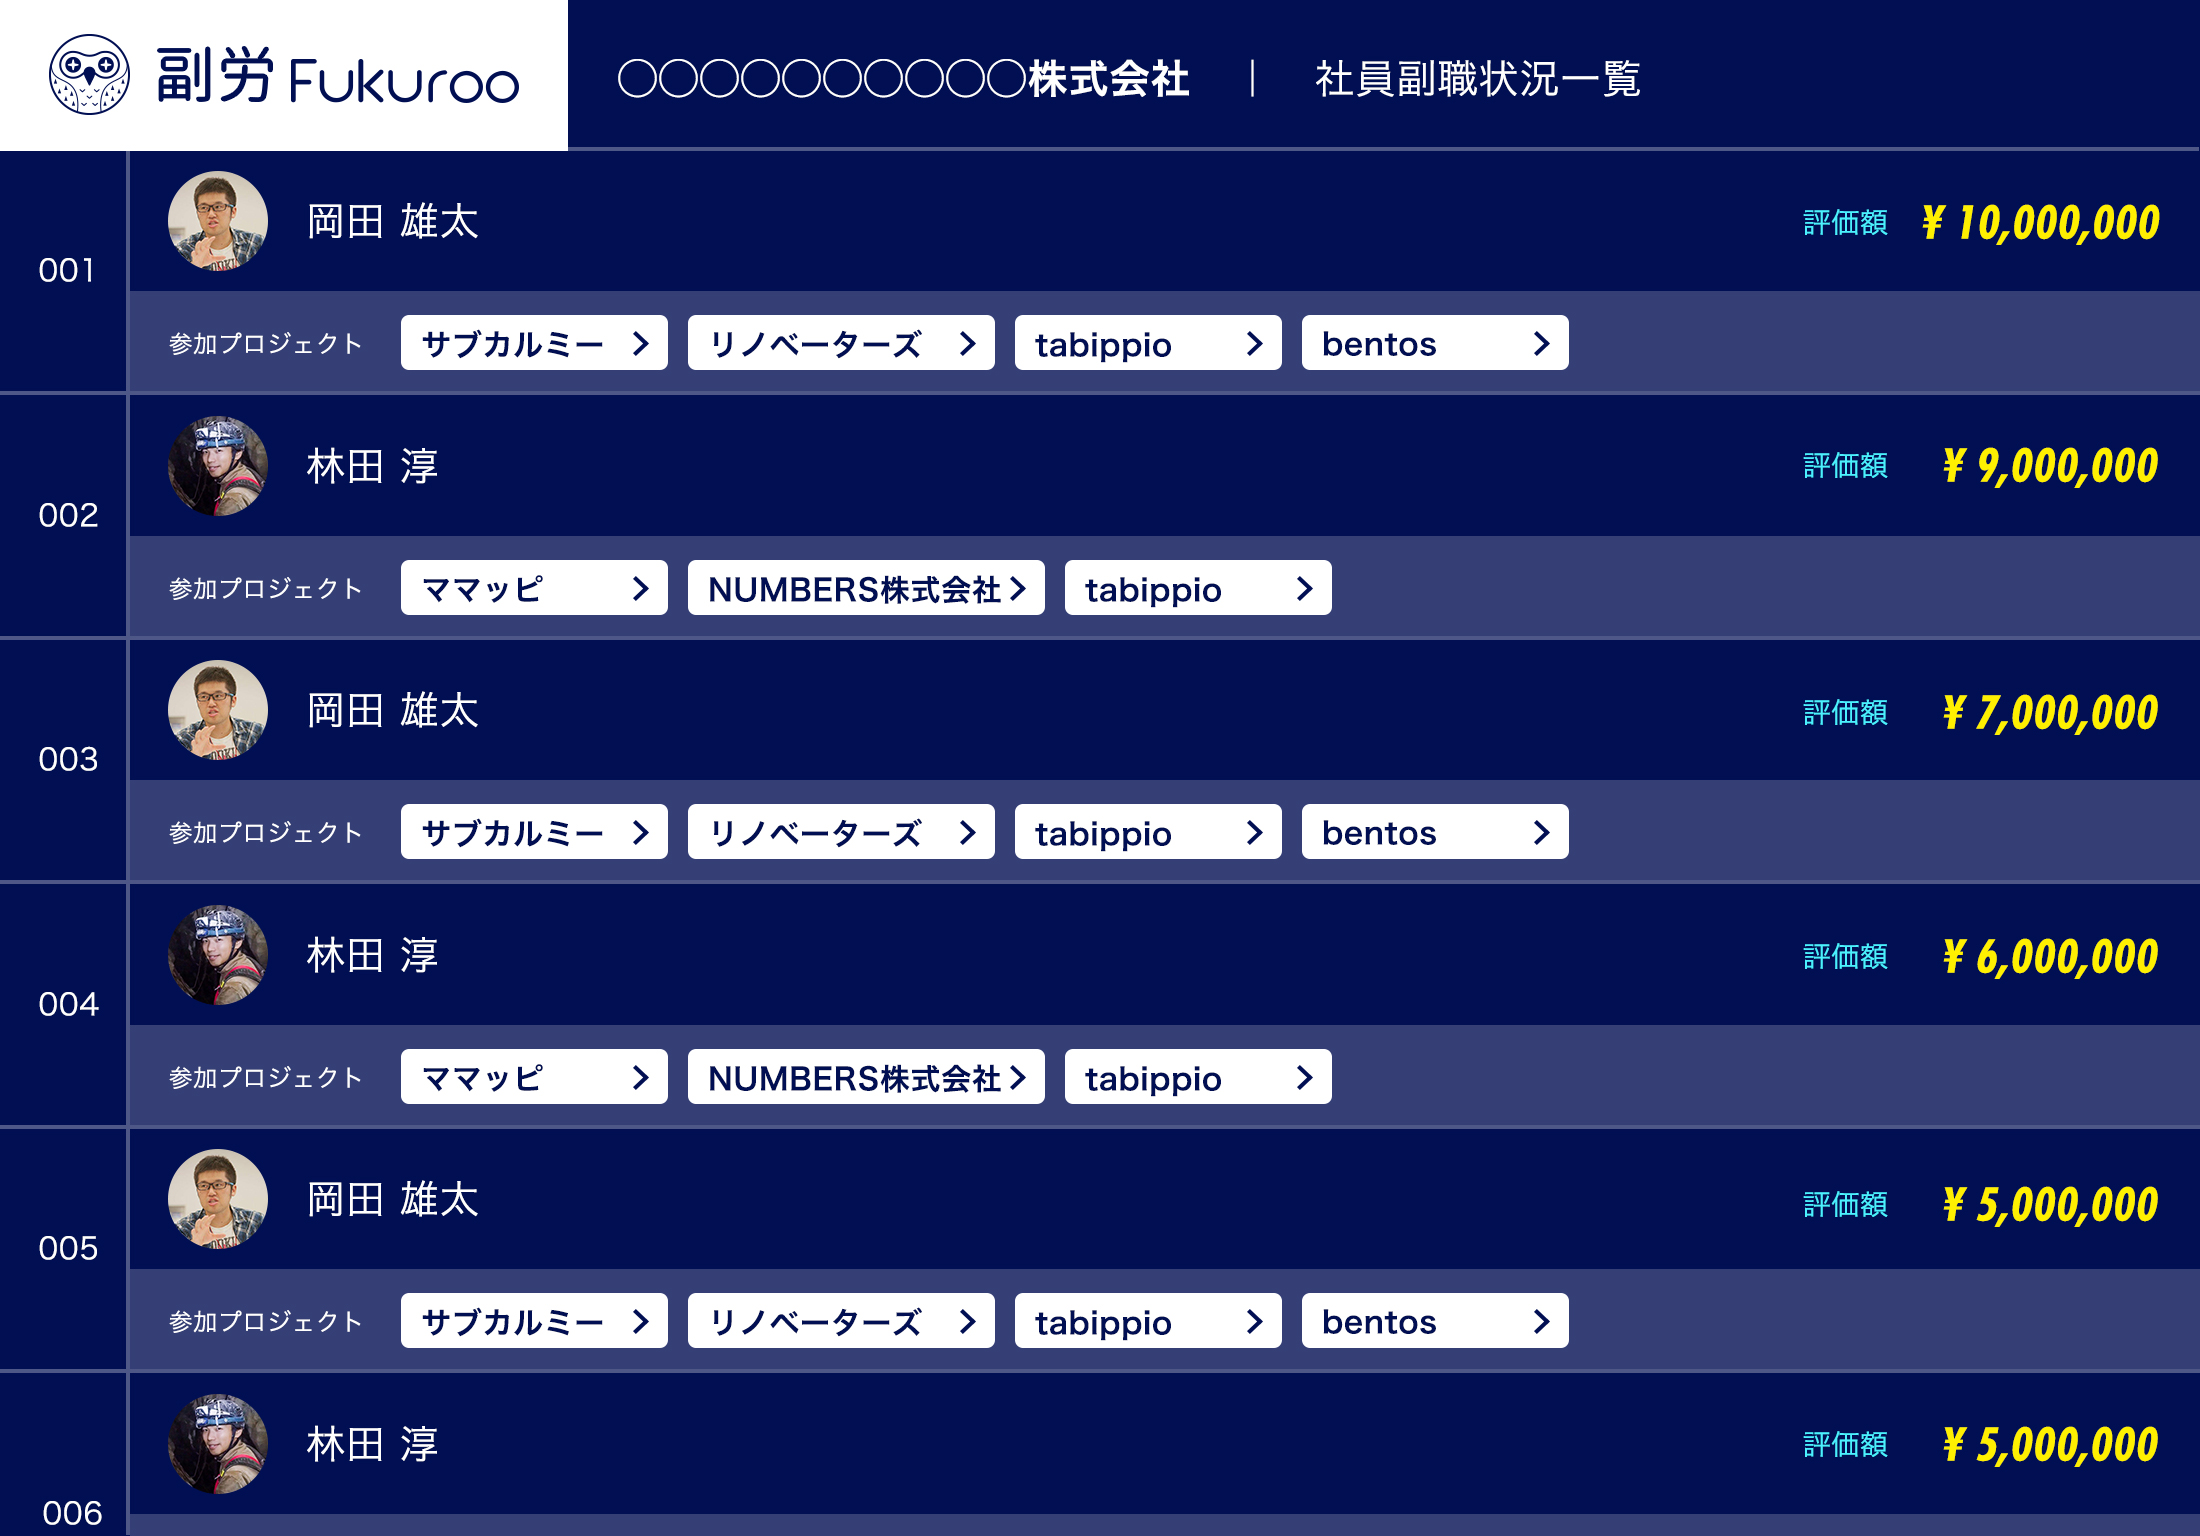 副労 Fukuroo
○○○○○○○○○○株式会社 | 社員副職状況一覧
001
岡田 雄太
評価額 ¥ 10,000,000
参加プロジェクト サブカルミー リノベーターズ tabippio bentos
002
林田 淳
評価額 ¥ 9,000,000
参加プロジェクト ママッピ NUMBERS株式会社 tabippio
003
岡田 雄太
評価額 ¥ 7,000,000
参加プロジェクト サブカルミー リノベーターズ tabippio bentos
004
林田 淳
評価額 ¥ 6,000,000
参加プロジェクト ママッピ NUMBERS株式会社 tabippio
005
岡田 雄太
評価額 ¥ 5,000,000
参加プロジェクト サブカルミー リノベーターズ tabippio bentos
006
林田 淳
評価額 ¥ 5,000,000